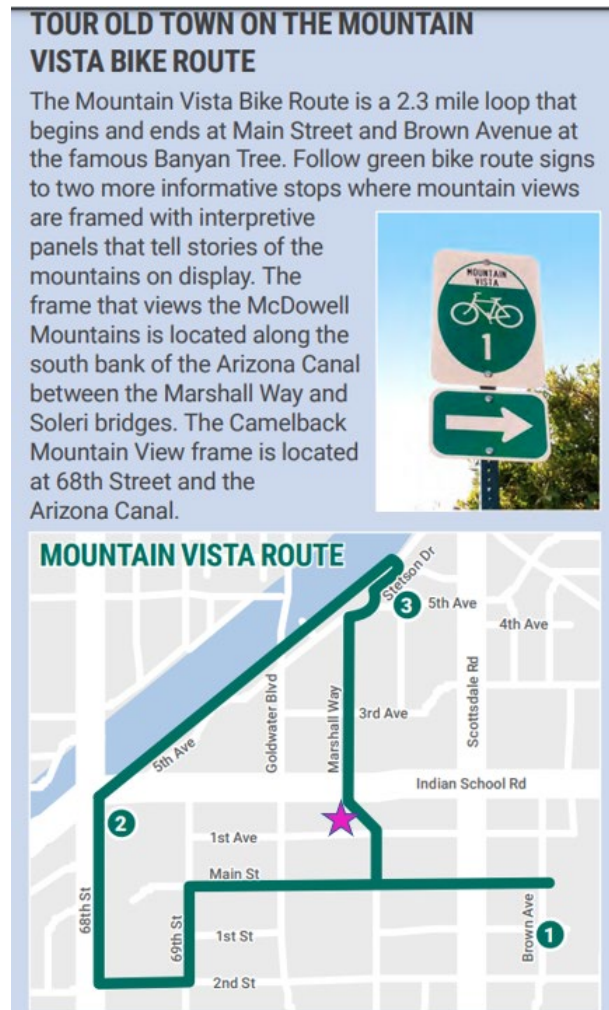 TOUR OLD TOWN ON THE MOUNTAIN
VISTA BIKE ROUTE
The Mountain Vista Bike Route is a 2.3 mile loop that
begins and ends at Main Street and Brown Avenue at
the famous Banyan Tree. Follow green bike route signs
to two more informative stops where mountain views
are framed with interpretive
panels that tell stories of the
mountains on display. The
frame that views the McDowell
Mountains is located along the
south bank of the Arizona Canal
between the Marshall Way and
Soleri bridges. The Camelback
Mountain View frame is located
at 68th Street and the
Arizona Canal.
MOUNTAIN
VISTA
1
MOUNTAIN VISTA ROUTE
Stetson Dr
3
5th Ave
4th Ave
Goldwater Blvd
Marshall Way
3rd Ave
Scottsdale Rd
5th Ave
Indian School Rd
2
1st Ave
Main St
68th St
69th St
1st St
Brown Ave
1
2nd St